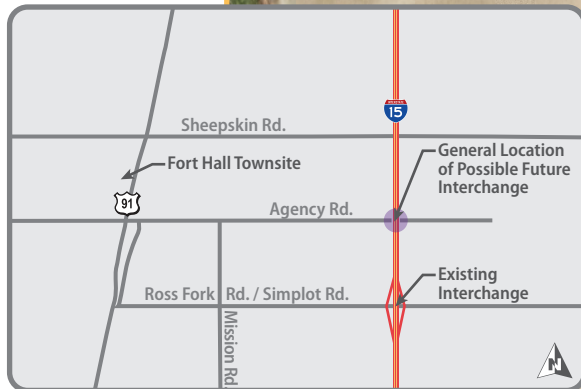 INTERSTATE
15
Sheepskin Rd.
Fort Hall Townsite
General Location
of Possible Future
Interchange
91
Agency Rd.
Existing
Interchange
Ross Fork Rd. / Simplot Rd.
Mission Rd.
N